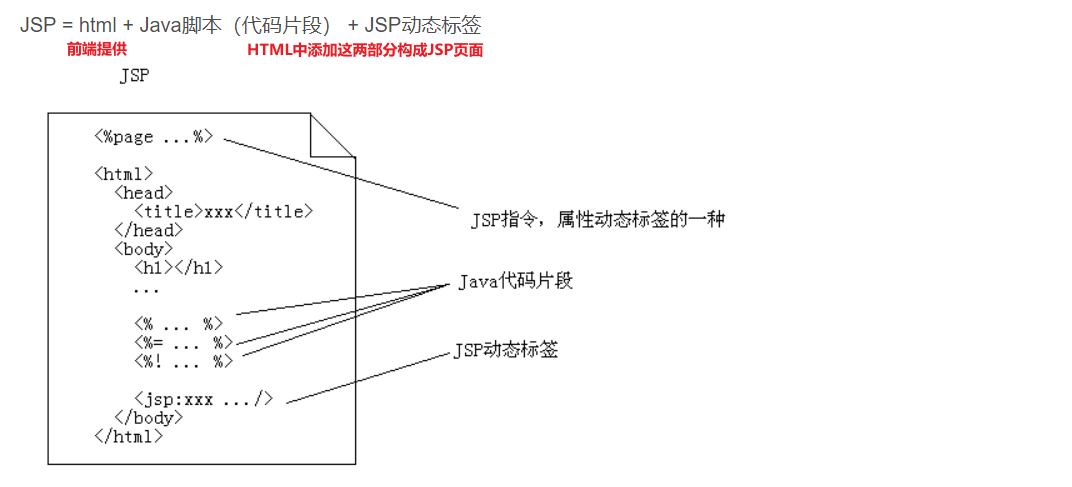 JSP = html + Java脚本（代码片段） + JSP动态标签
前端提供 HTML中添加这两部分构成JSP页面
JSP
<%page ...%>
<html>
<head>
<title>xxx</title>
</head>
<body>
<h1></h1>
...
<% ... %>
<%= ... %>
<%! ... %>
<jsp:xxx .../>
</body>
</html>
JSP指令，属性动态标签的一种
Java代码片段
JSP动态标签